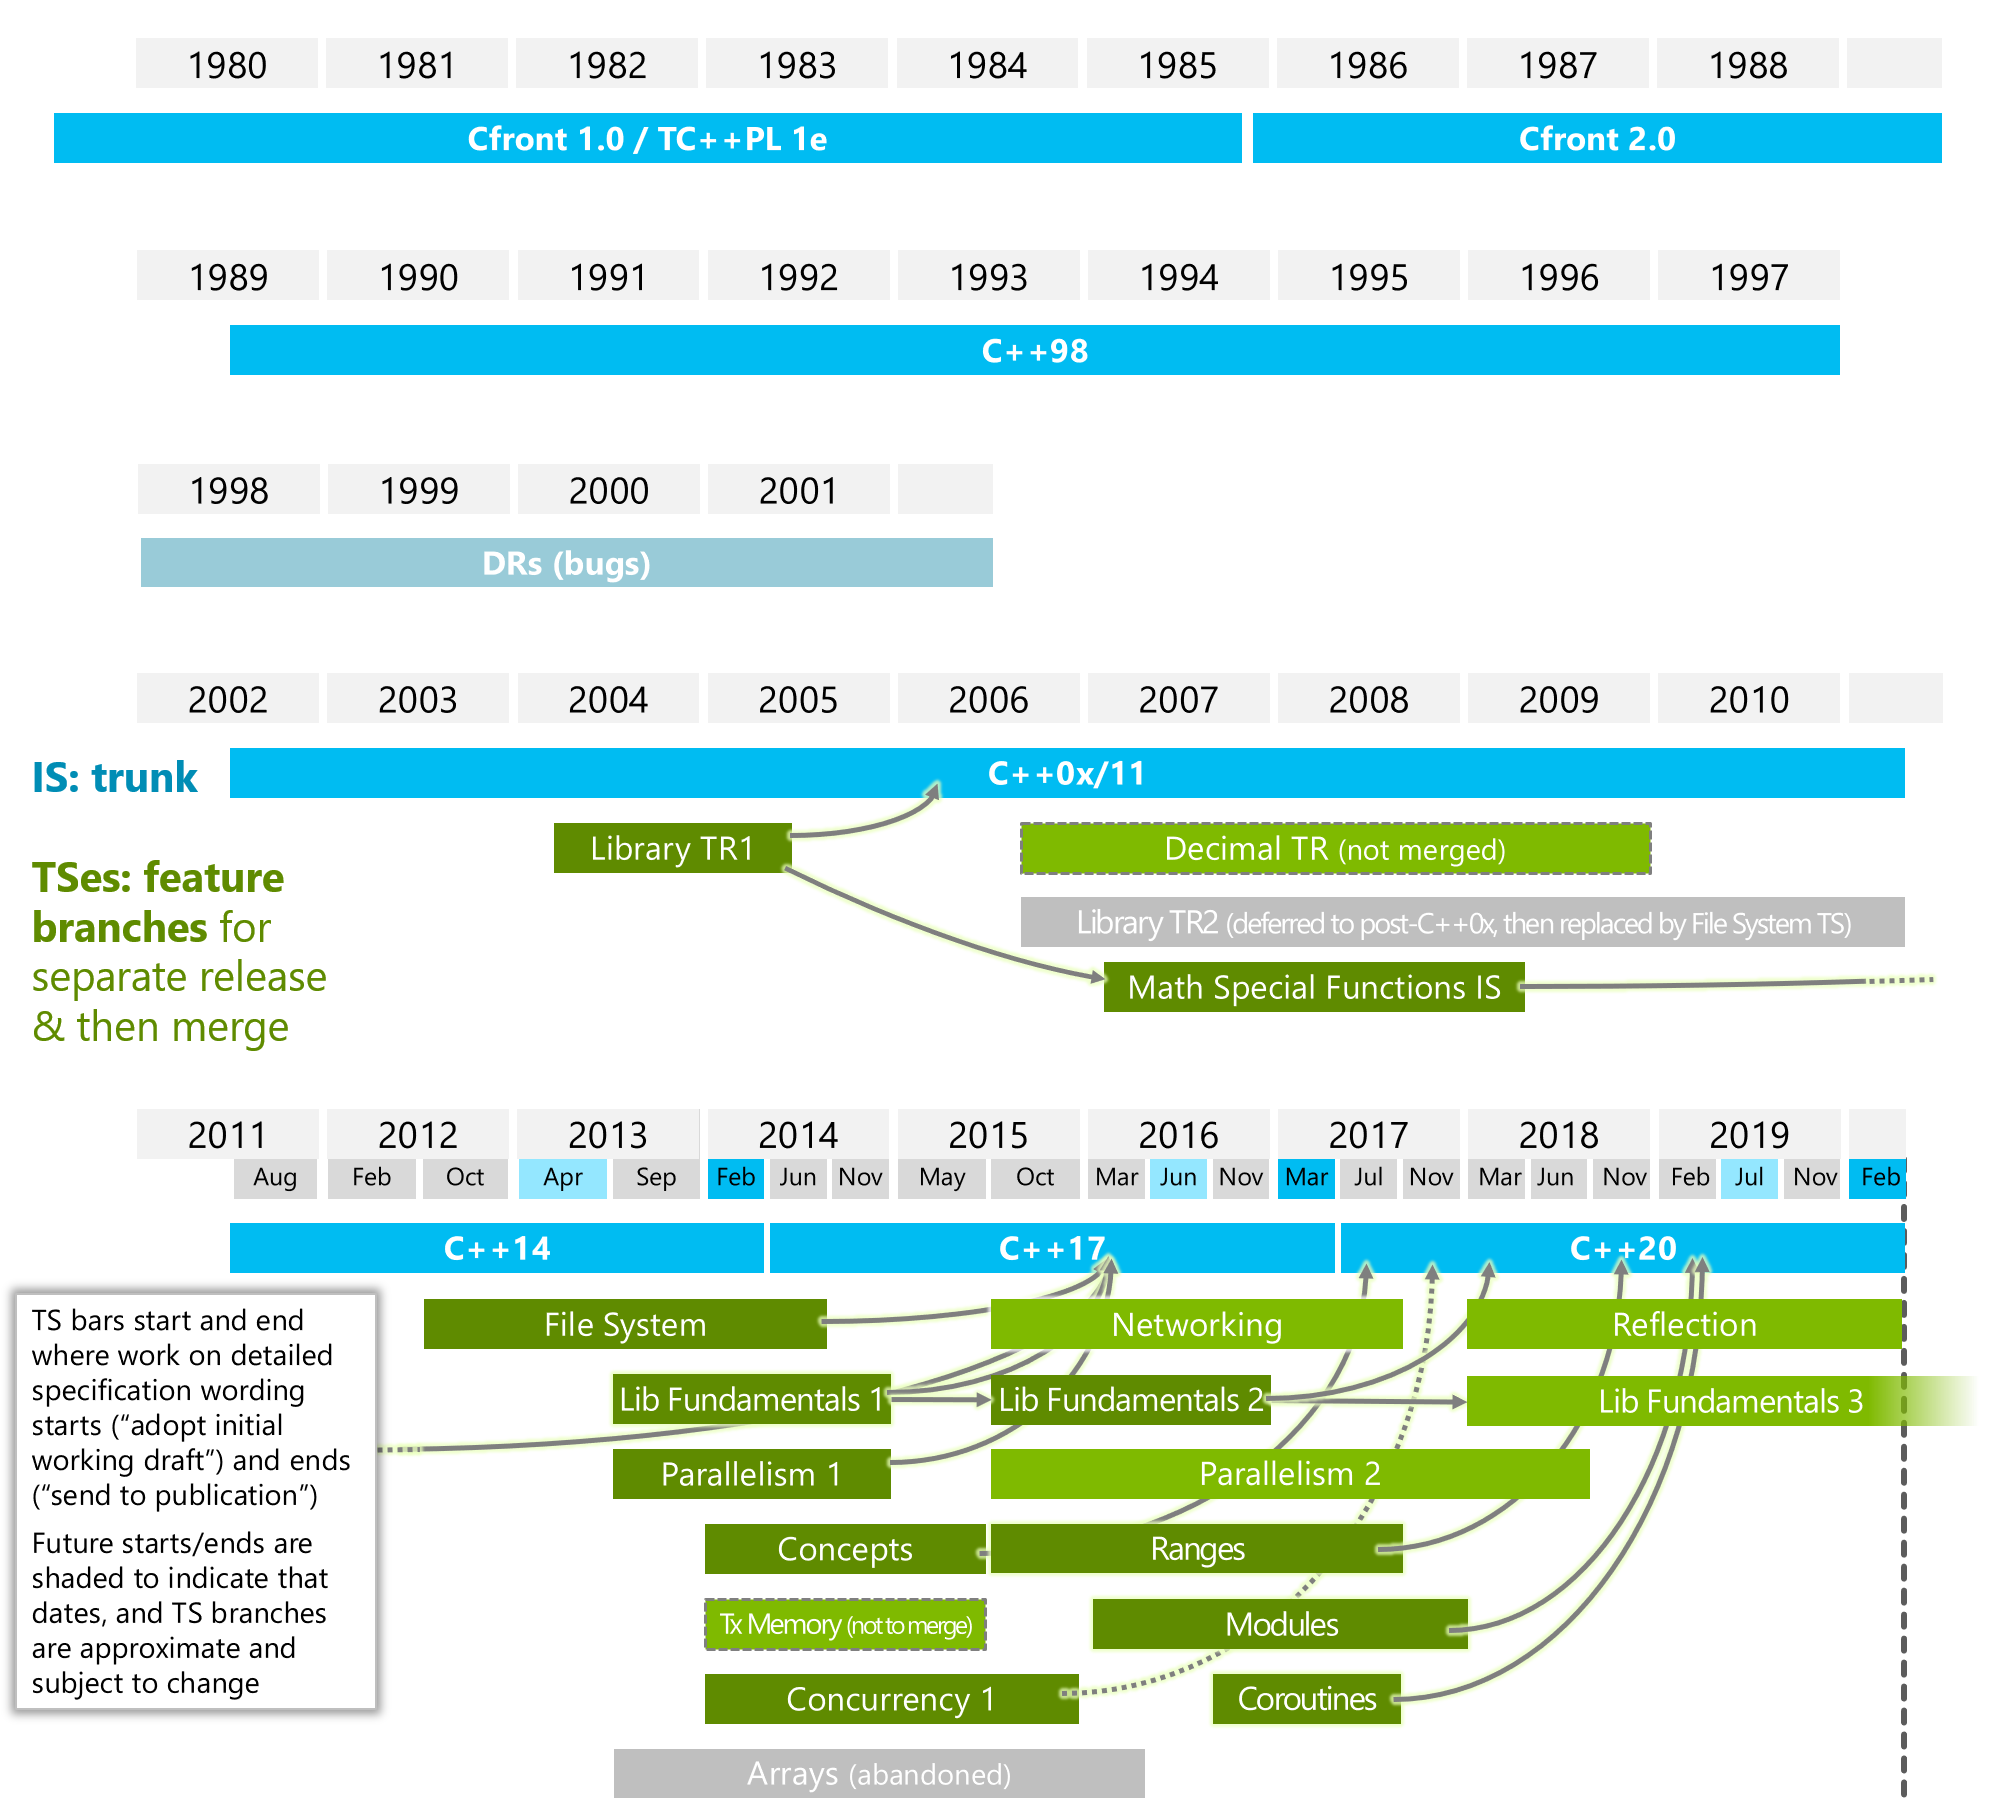 1980 1981 1982 1983 1984 1985 1986 1987 1988
Cfront 1.0 / TC++PL 1e Cfront 2.0
1989 1990 1991 1992 1993 1994 1995 1996 1997
C++98
1998 1999 2000 2001
DRs (bugs)
2002 2003 2004 2005 2006 2007 2008 2009 2010
IS: trunk
C++0x/11
Library TR1
Decimal TR (not merged)
TSes: feature
branches for
separate release
& then merge
Library TR2 (deferred to post-C++0x, then replaced by File System TS)
Math Special Functions IS
2011 2012 2013 2014 2015 2016 2017 2018 2019
Aug Feb Oct Apr Sep Feb Jun Nov May Oct Mar Jun Nov Mar Jul Nov Mar Jun Nov Feb Jul Nov Feb
C++14 C++17 C++20
TS bars start and end
where work on detailed
specification wording
starts (“adopt initial
working draft”) and ends
(“send to publication”)
Future starts/ends are
shaded to indicate that
dates, and TS branches
are approximate and
subject to change
File System Networking Reflection
Lib Fundamentals 1 Lib Fundamentals 2 Lib Fundamentals 3
Parallelism 1 Parallelism 2
Concepts Ranges
Tx Memory (not to merge) Modules
Concurrency 1 Coroutines
Arrays (abandoned)